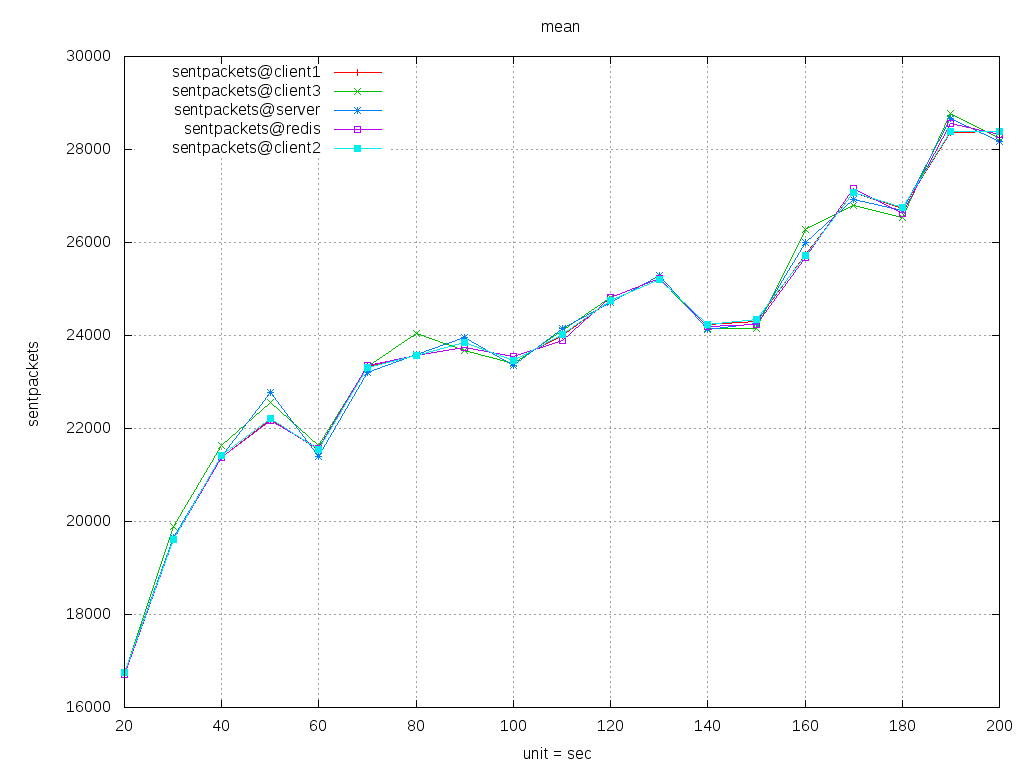 mean
30000
28000
26000
24000
22000
20000
18000
16000
sentpackets
sentpackets@client1
sentpackets@client3
sentpackets@server
sentpackets@redis
sentpackets@client2
20 40 60 80 100 120 140 160 180 200
unit = sec